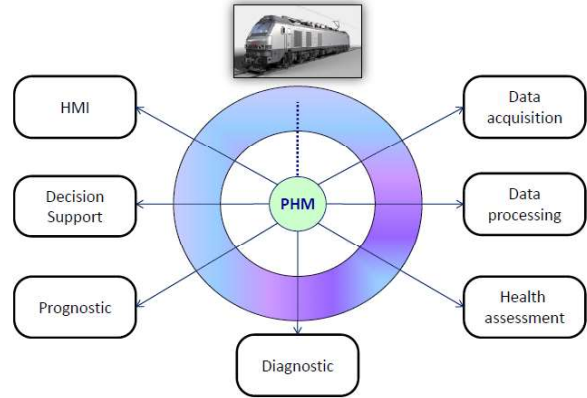 HMI
Data
acquisition
Decision
Support
PHM
Data
processing
Prognostic
Health
assessment
Diagnostic